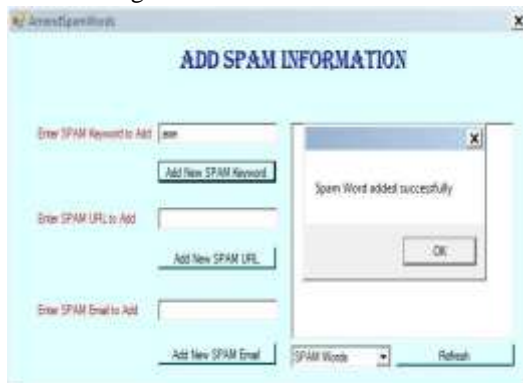 AmendSpamWords
ADD SPAM INFORMATION
Enter SPAM Keyword to Add
Add New SPAM Keyword
Spam Word added successfully
OK
Enter SPAM URL to Add
Add New SPAM URL
Enter SPAM Email to Add
Add New SPAM Email
SPAM Words
Refresh